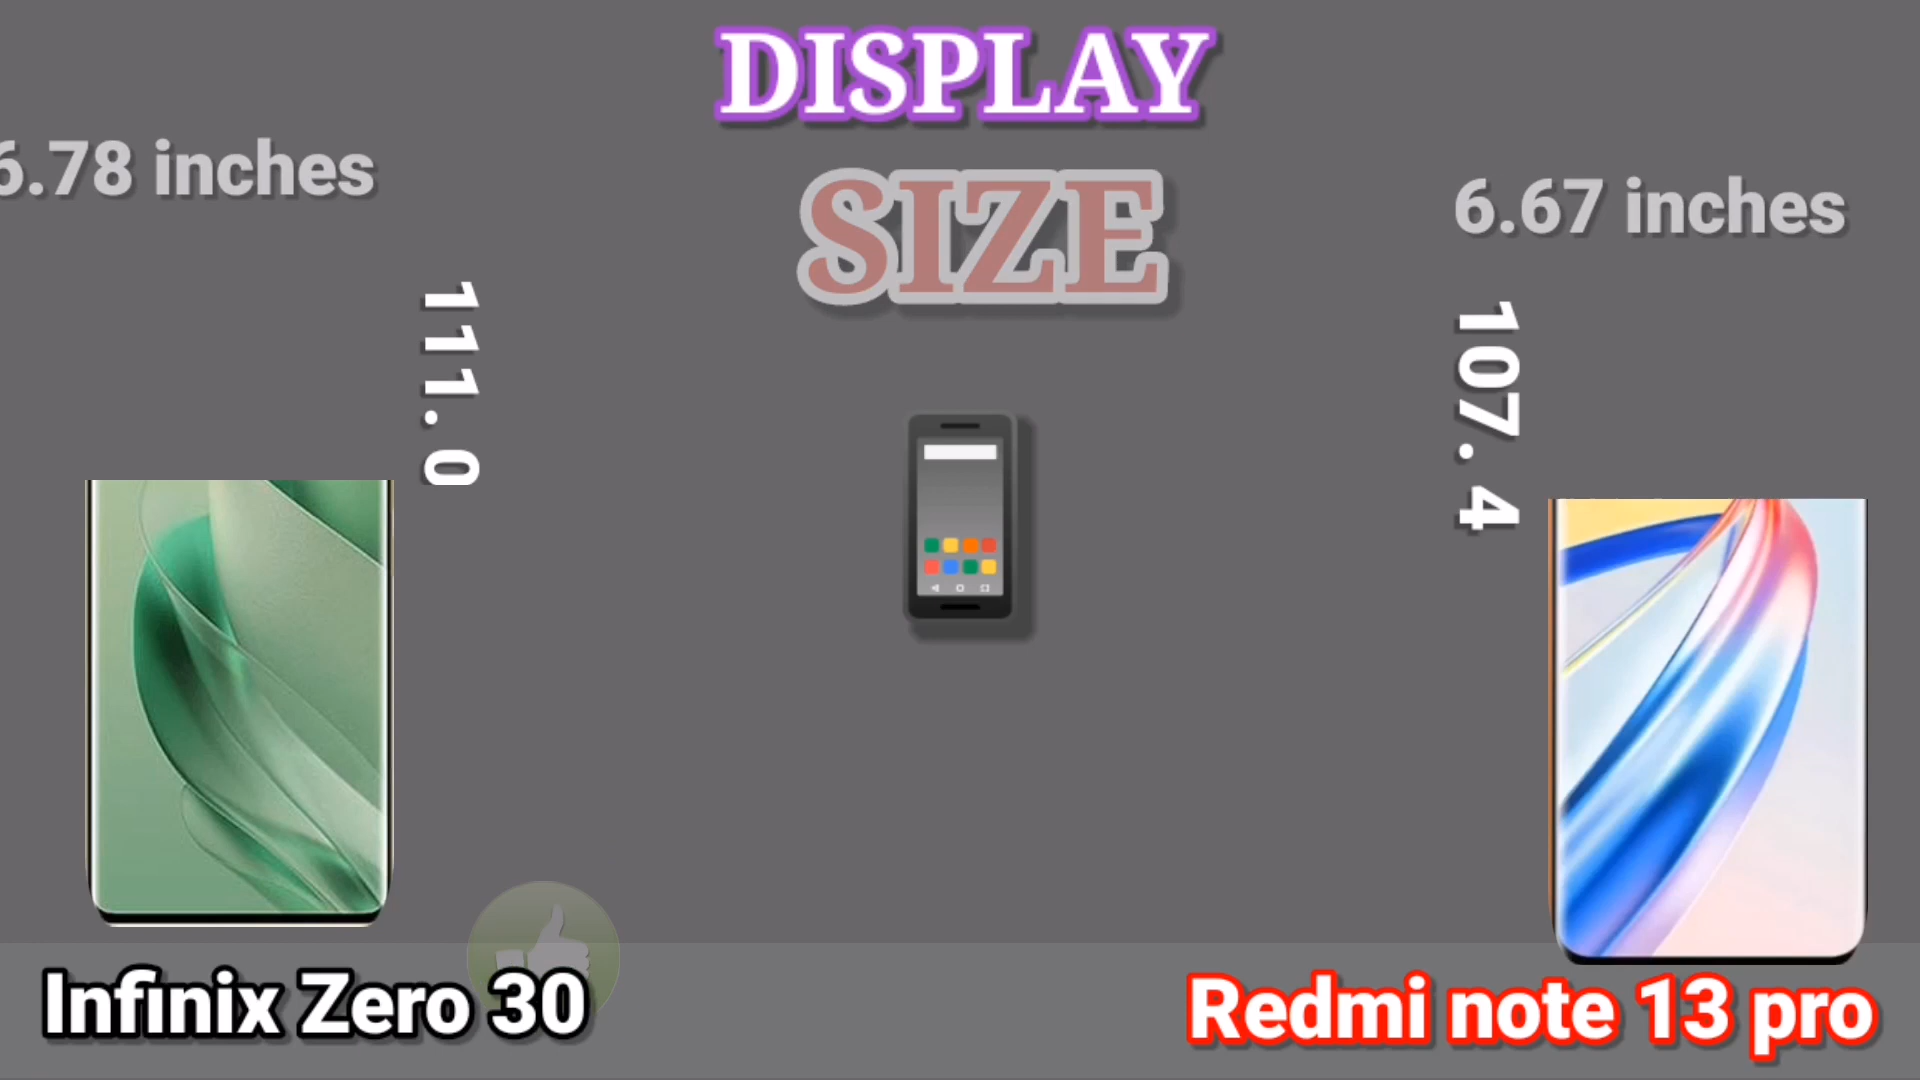 DISPLAY
SIZE
6.78 inches
6.67 inches
111.0
107.4
Infinix Zero 30
Redmi note 13 pro